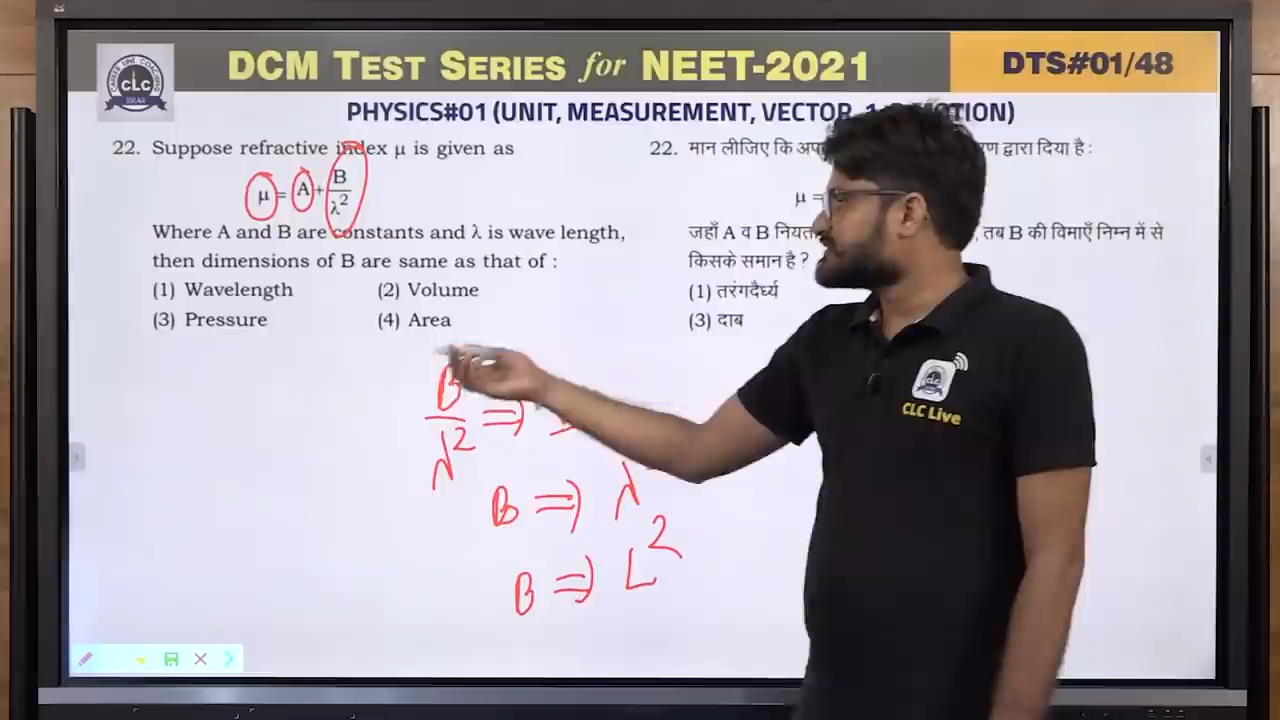 DCM TEST SERIES for NEET-2021
DTS#01/48
CLC
PHYSICS#01 (UNIT, MEASUREMENT, VECTOR,
22. Suppose refractive index μ is given as
μ = A + B/λ²
Where A and B are constants and λ is wave length,
then dimensions of B are same as that of :
(1) Wavelength (2) Volume
(3) Pressure (4) Area
22. मान लीजिए कि द्वारा दिया है :
μ =
जहाँ A व B तब B की विमाएँ निम्न में से
किसके समान है ?
(1) तरंगदैर्ध्य
(3) दाब
B/λ² ⇒
B ⇒ λ
B ⇒ L²
CLC
CLC Live